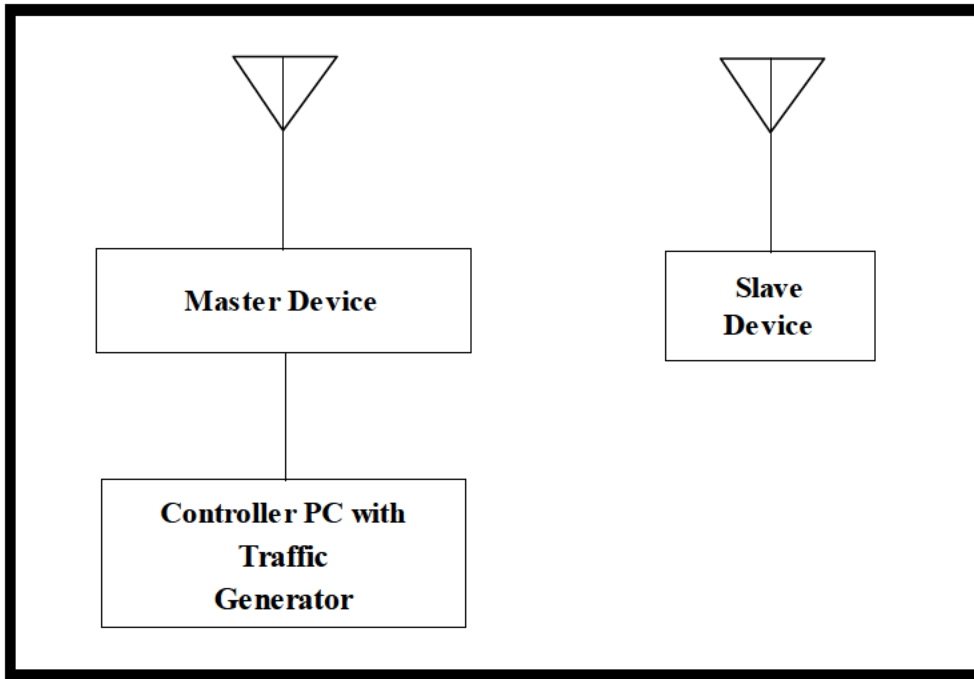 Master Device
Slave
Device
Controller PC with
Traffic
Generator